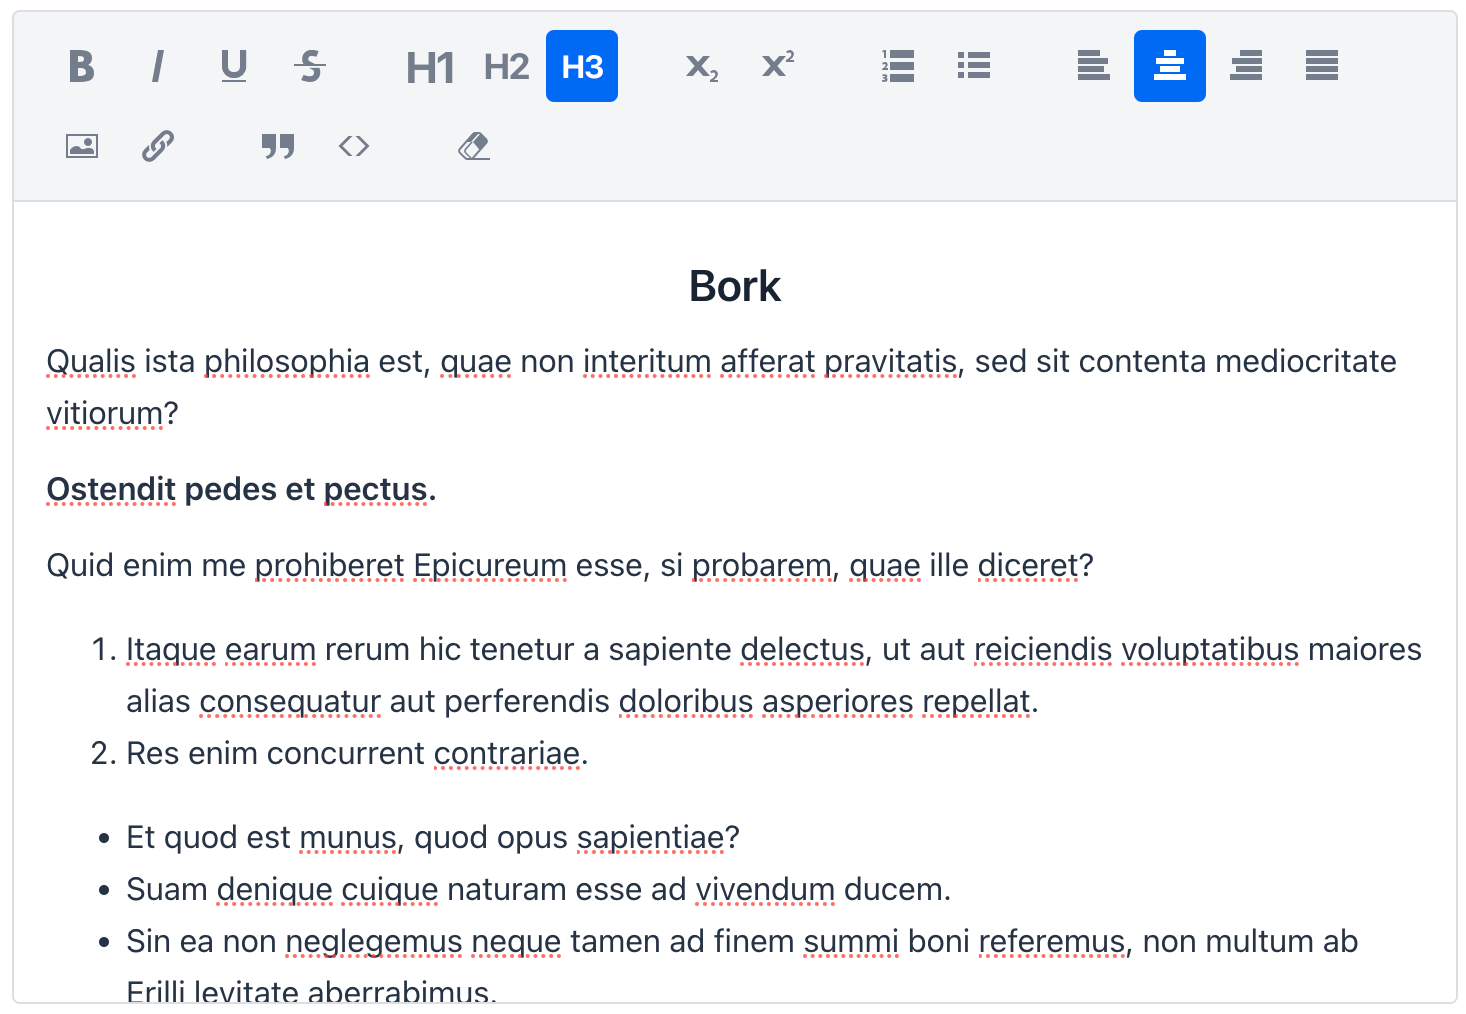 B I U S H1 H2 H3 x₂ x²
Bork
Qualis ista philosophia est, quae non interitum afferat pravitatis, sed sit contenta mediocritate
vitiorum?
Ostendit pedes et pectus.
Quid enim me prohiberet Epicureum esse, si probarem, quae ille diceret?
1. Itaque earum rerum hic tenetur a sapiente delectus, ut aut reiciendis voluptatibus maiores
alias consequatur aut perferendis doloribus asperiores repellat.
2. Res enim concurrent contrariae.
• Et quod est munus, quod opus sapientiae?
• Suam denique cuique naturam esse ad vivendum ducem.
• Sin ea non neglegemus neque tamen ad finem summi boni referemus, non multum ab
Erilli levitate aberrabimus.